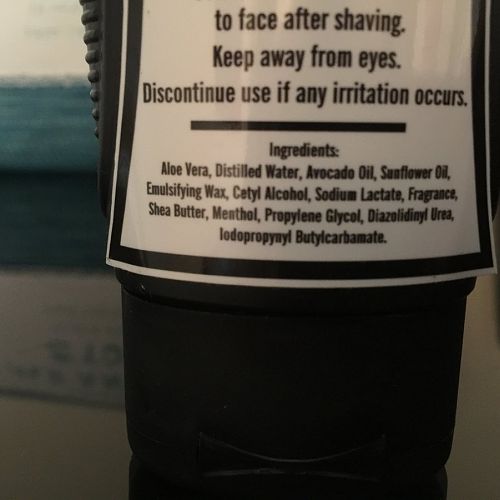 to face after shaving.
Keep away from eyes.
Discontinue use if any irritation occurs.
Ingredients:
Aloe Vera, Distilled Water, Avocado Oil, Sunflower Oil,
Emulsifying Wax, Cetyl Alcohol, Sodium Lactate, Fragrance,
Shea Butter, Menthol, Propylene Glycol, Diazolidinyl Urea,
Iodopropynyl Butylcarbamate.